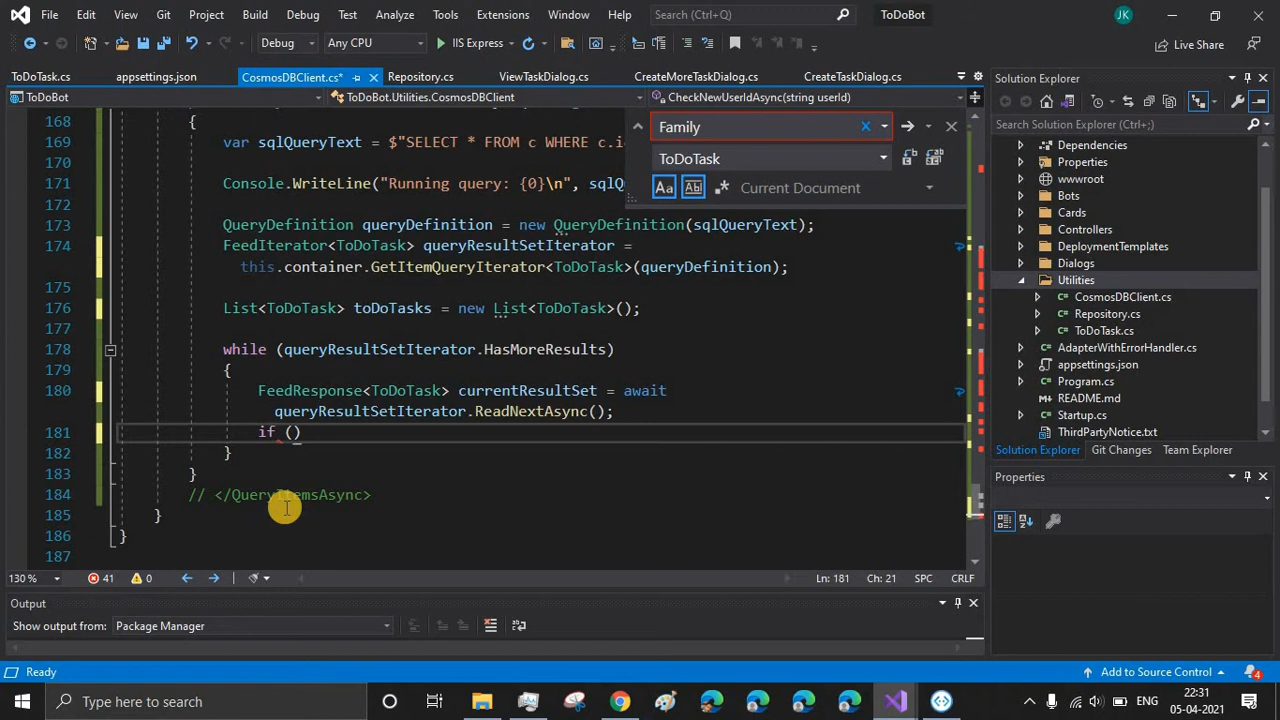 File Edit View Git Project Build Debug Test Analyze Tools Extensions Window Help Search (Ctrl+Q) ToDoBot JK
Debug Any CPU IIS Express Live Share
ToDoTask.cs appsettings.json CosmosDBClient.cs* Repository.cs ViewTaskDialog.cs CreateMoreTaskDialog.cs CreateTaskDialog.cs
ToDoBot ToDoBot.Utilities.CosmosDBClient CheckNewUserIdAsync(string userId)
Family
ToDoTask
Aa Abl Current Document
168 {
169 var sqlQueryText = $"SELECT * FROM c WHERE c.i
170
171 Console.WriteLine("Running query: {0}\n", sqlQ
172
173 QueryDefinition queryDefinition = new QueryDefinition(sqlQueryText);
174 FeedIterator<ToDoTask> queryResultSetIterator =
this.container.GetItemQueryIterator<ToDoTask>(queryDefinition);
175
176 List<ToDoTask> toDoTasks = new List<ToDoTask>();
177
178 while (queryResultSetIterator.HasMoreResults)
179 {
180 FeedResponse<ToDoTask> currentResultSet = await
queryResultSetIterator.ReadNextAsync();
181 if ()
182 }
183 }
184 // </QueryItemsAsync>
185 }
186 }
187
130 % 41 0 Ln: 181 Ch: 21 SPC CRLF
Output
Show output from: Package Manager
Solution Explorer
Search Solution Explorer (Ctrl+;)
Dependencies
Properties
wwwroot
Bots
Cards
Controllers
DeploymentTemplates
Dialogs
Utilities
CosmosDBClient.cs
Repository.cs
ToDoTask.cs
AdapterWithErrorHandler.cs
appsettings.json
Program.cs
README.md
Startup.cs
ThirdPartyNotice.txt
Solution Explorer Git Changes Team Explorer
Properties
Ready Add to Source Control 4
Type here to search ENG 22:31
05-04-2021